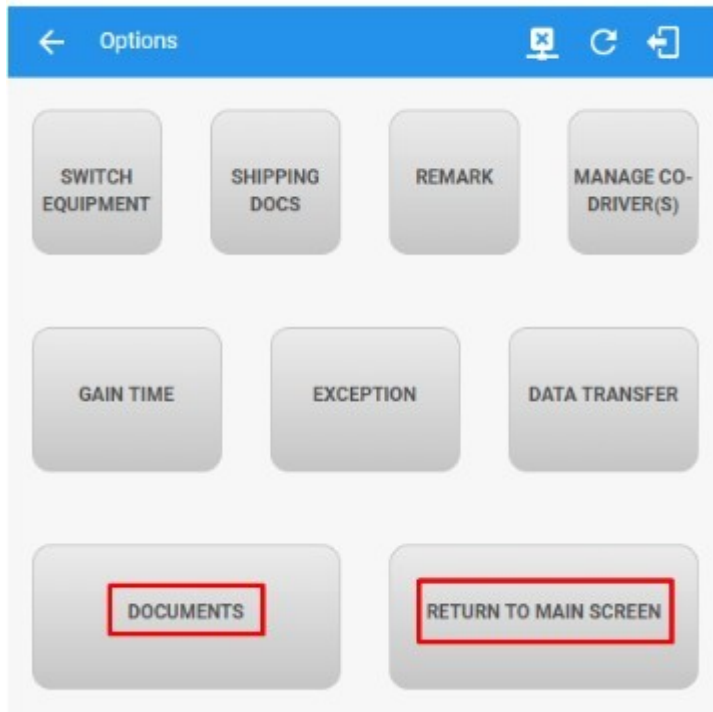 Options
SWITCH
EQUIPMENT
SHIPPING
DOCS
REMARK
MANAGE CO-
DRIVER(S)
GAIN TIME
EXCEPTION
DATA TRANSFER
DOCUMENTS
RETURN TO MAIN SCREEN